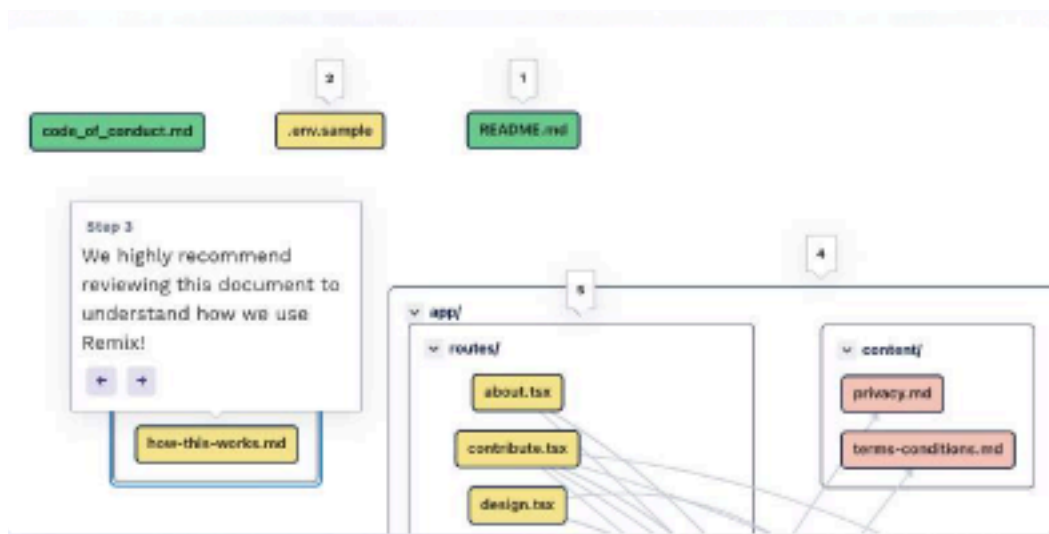 2
1
code_of_conduct.md
.env.sample
README.md
Step 3
We highly recommend
reviewing this document to
understand how we use
Remix!
4
5
app/
routes/
content/
about.tsx
privacy.md
how-this-works.md
contribute.tsx
terms-conditions.md
design.tsx